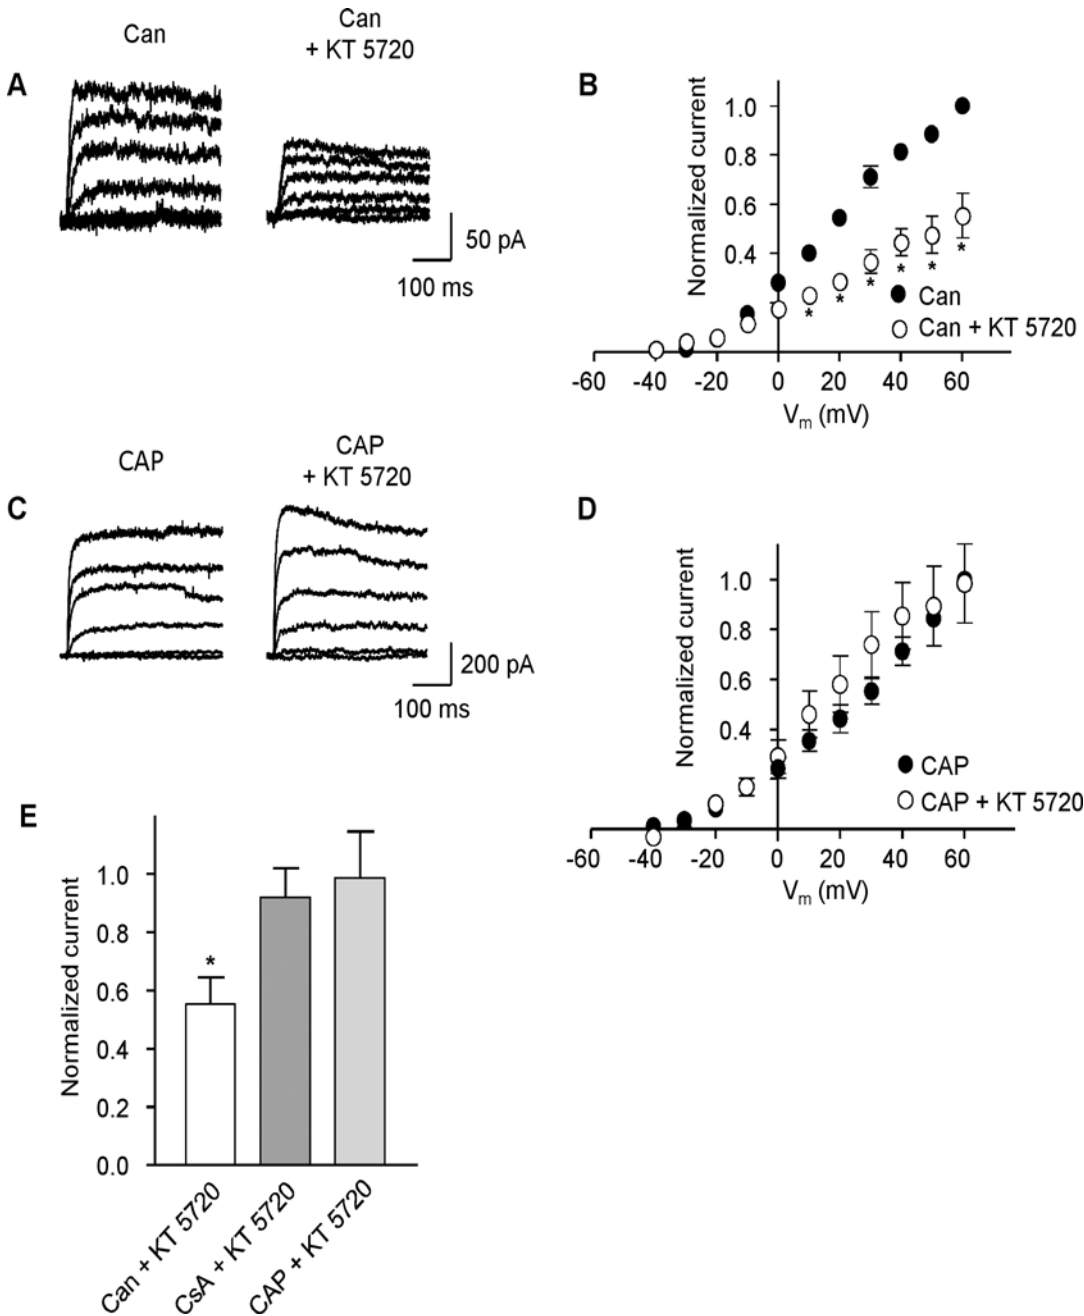 A
Can
Can
+ KT 5720
50 pA
100 ms
B
Normalized current
1.0
0.8
0.6
0.4
*
*
*
*
*
*
Can
Can + KT 5720
-60
-40
-20
0
20
40
60
Vm (mV)
C
CAP
CAP
+ KT 5720
200 pA
100 ms
D
Normalized current
1.0
0.8
0.6
0.4
CAP
CAP + KT 5720
-60
-40
-20
0
20
40
60
Vm (mV)
E
Normalized current
1.0
0.8
0.6
0.4
0.2
0.0
*
Can + KT 5720
CsA + KT 5720
CAP + KT 5720